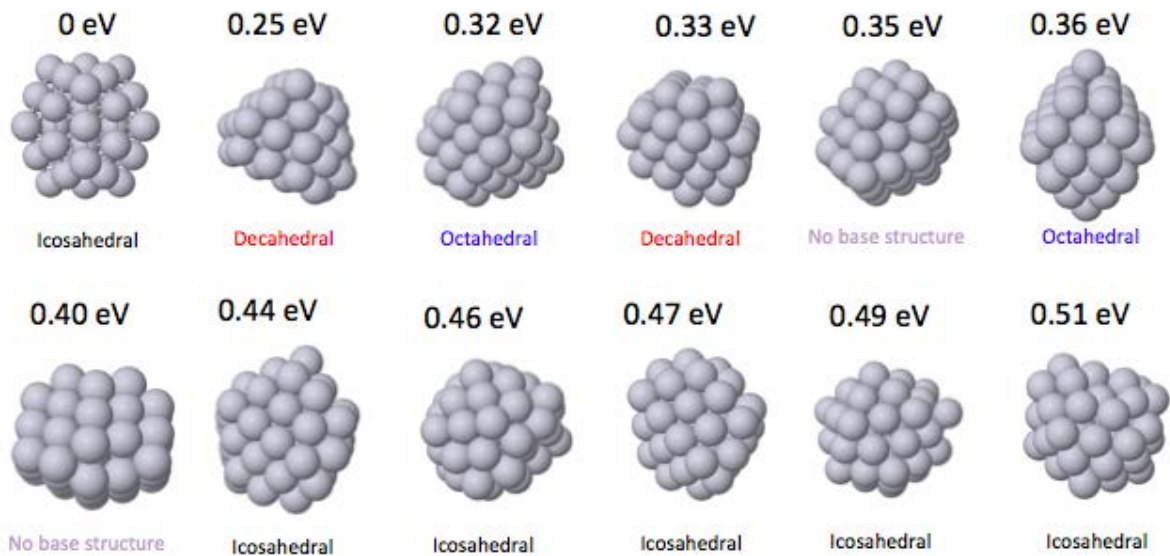 0 eV 0.25 eV 0.32 eV 0.33 eV 0.35 eV 0.36 eV
Icosahedral Decahedral Octahedral Decahedral No base structure Octahedral
0.40 eV 0.44 eV 0.46 eV 0.47 eV 0.49 eV 0.51 eV
No base structure Icosahedral Icosahedral Icosahedral Icosahedral Icosahedral